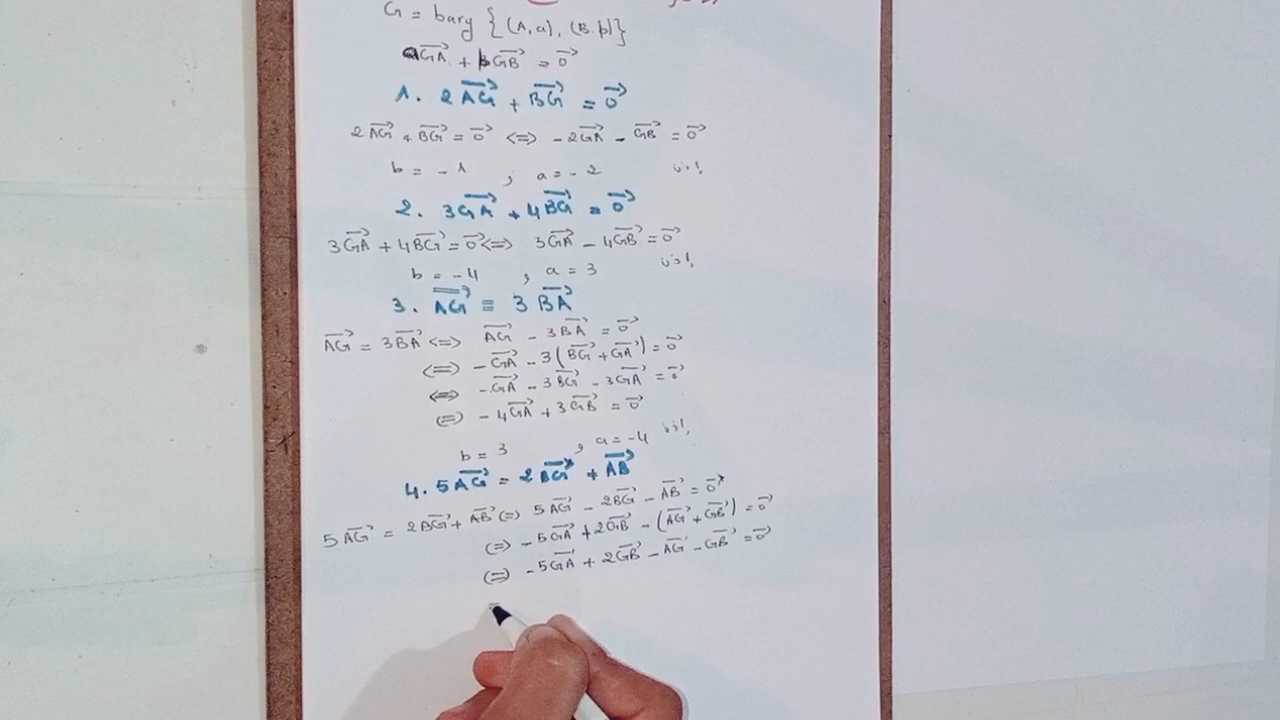 G = bary {(A,a), (B,b)}
aGA⃗ + bGB⃗ = 0⃗
1. 2AG⃗ + BG⃗ = 0⃗
2AG⃗ + BG⃗ = 0⃗ <=> -2GA⃗ - GB⃗ = 0⃗
b = -1 ; a = -2 إذن
2. 3GA⃗ + 4BG⃗ = 0⃗
3GA⃗ + 4BG⃗ = 0⃗ <=> 3GA⃗ - 4GB⃗ = 0⃗
b = -4 , a = 3 إذن
3. AG⃗ = 3BA⃗
AG⃗ = 3BA⃗ <=> AG⃗ - 3BA⃗ = 0⃗
<=> -GA⃗ - 3(BG⃗ + GA⃗) = 0⃗
<=> -GA⃗ - 3BG⃗ - 3GA⃗ = 0⃗
<=> -4GA⃗ + 3GB⃗ = 0⃗
b = 3 , a = -4 إذن
4. 5AG⃗ = 2BG⃗ + AB⃗
5AG⃗ = 2BG⃗ + AB⃗ <=> 5AG⃗ - 2BG⃗ - AB⃗ = 0⃗
<=> -5GA⃗ + 2GB⃗ - (AG⃗ + GB⃗) = 0⃗
<=> -5GA⃗ + 2GB⃗ - AG⃗ - GB⃗ = 0⃗